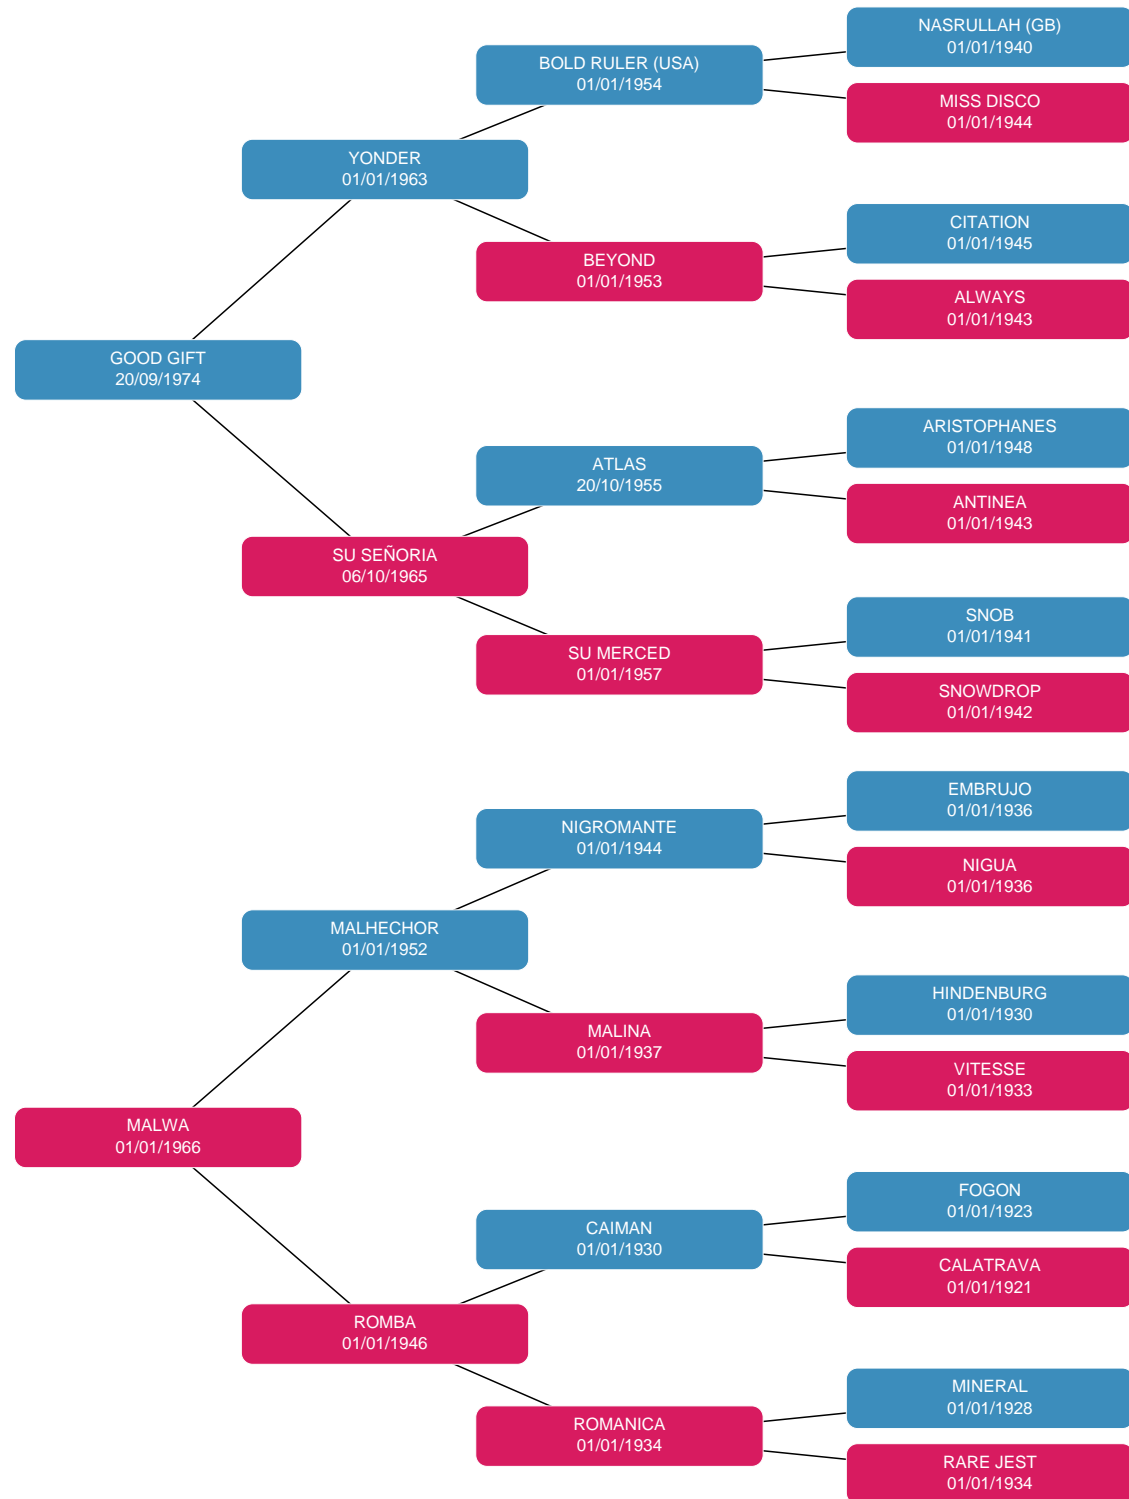 NASRULLAH (GB)
01/01/1940
BOLD RULER (USA)
01/01/1954
MISS DISCO
01/01/1944
YONDER
01/01/1963
CITATION
01/01/1945
BEYOND
01/01/1953
ALWAYS
01/01/1943
GOOD GIFT
20/09/1974
ARISTOPHANES
01/01/1948
ATLAS
20/10/1955
ANTINEA
01/01/1943
SU SEÑORIA
06/10/1965
SNOB
01/01/1941
SU MERCED
01/01/1957
SNOWDROP
01/01/1942
EMBRUJO
01/01/1936
NIGROMANTE
01/01/1944
NIGUA
01/01/1936
MALHECHOR
01/01/1952
HINDENBURG
01/01/1930
MALINA
01/01/1937
VITESSE
01/01/1933
MALWA
01/01/1966
FOGON
01/01/1923
CAIMAN
01/01/1930
CALATRAVA
01/01/1921
ROMBA
01/01/1946
MINERAL
01/01/1928
ROMANICA
01/01/1934
RARE JEST
01/01/1934